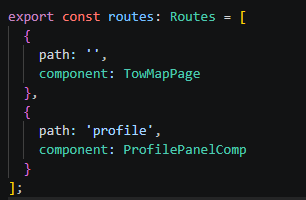 export const routes: Routes = [
  {
    path: '',
    component: TowMapPage
  },
  {
    path: 'profile',
    component: ProfilePanelComp
  }
];